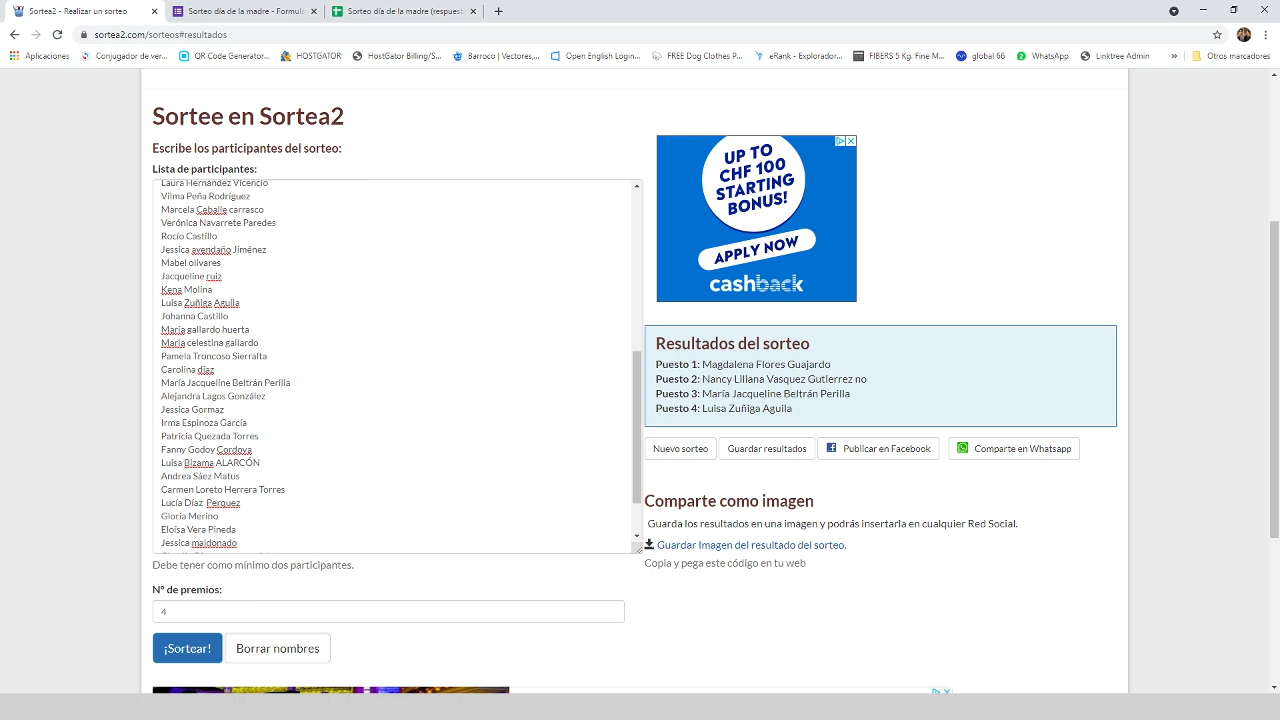 Sortea2 - Realizar un sorteo
Sorteo día de la madre - Formula
Sorteo día de la madre (respues
sortea2.com/sorteos#resultados
Aplicaciones
Conjugador de ver...
QR Code Generator...
HOSTGATOR
HostGator Billing/S...
Barroco | Vectores,...
Open English Login...
FREE Dog Clothes P...
eRank - Explorador...
FIBERS 5 Kg. Fine M...
global 66
WhatsApp
Linktree Admin
»
Otros marcadores
Sortee en Sortea2
Escribe los participantes del sorteo:
Lista de participantes:
Laura Hernández Vicencio
Vilma Peña Rodríguez
Marcela Ceballe carrasco
Verónica Navarrete Paredes
Rocío Castillo
Jessica avendaño Jiménez
Mabel olivares
Jacqueline ruiz
Kena Molina
Luisa Zuñiga Aguila
Johanna Castillo
Maria gallardo huerta
Maria celestina gallardo
Pamela Troncoso Sierralta
Carolina diaz
María Jacqueline Beltrán Perilla
Alejandra Lagos González
Jessica Gormaz
Irma Espinoza García
Patricia Quezada Torres
Fanny Godoy Cordova
Luisa Bizama ALARCÓN
Andrea Sáez Matus
Carmen Loreto Herrera Torres
Lucía Díaz Perquez
Gloria Merino
Eloísa Vera Pineda
Jessica maldonado
Debe tener como mínimo dos participantes.
Nº de premios:
4
¡Sortear!
Borrar nombres
UP TO
CHF 100
STARTING
BONUS!
APPLY NOW
cashback
Resultados del sorteo
Puesto 1: Magdalena Flores Guajardo
Puesto 2: Nancy Liliana Vasquez Gutierrez no
Puesto 3: María Jacqueline Beltrán Perilla
Puesto 4: Luisa Zuñiga Aguila
Nuevo sorteo
Guardar resultados
Publicar en Facebook
Comparte en Whatsapp
Comparte como imagen
Guarda los resultados en una imagen y podrás insertarla en cualquier Red Social.
Guardar Imagen del resultado del sorteo.
Copia y pega este código en tu web